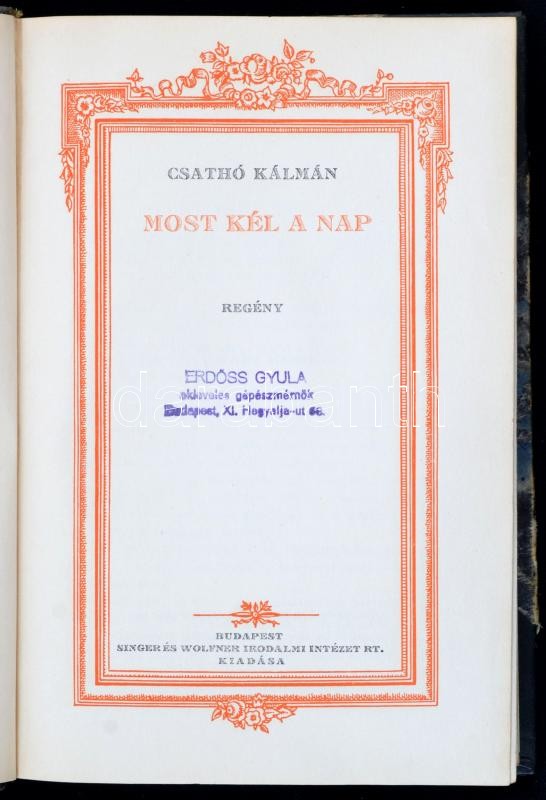 CSATHÓ KÁLMÁN
MOST KÉL A NAP
REGÉNY
ERDŐSS GYULA
okleveles gépészmérnök
Budapest, XI. Hegyalja-ut
BUDAPEST
SINGER ÉS WOLFNER IRODALMI INTÉZET RT.
KIADÁSA